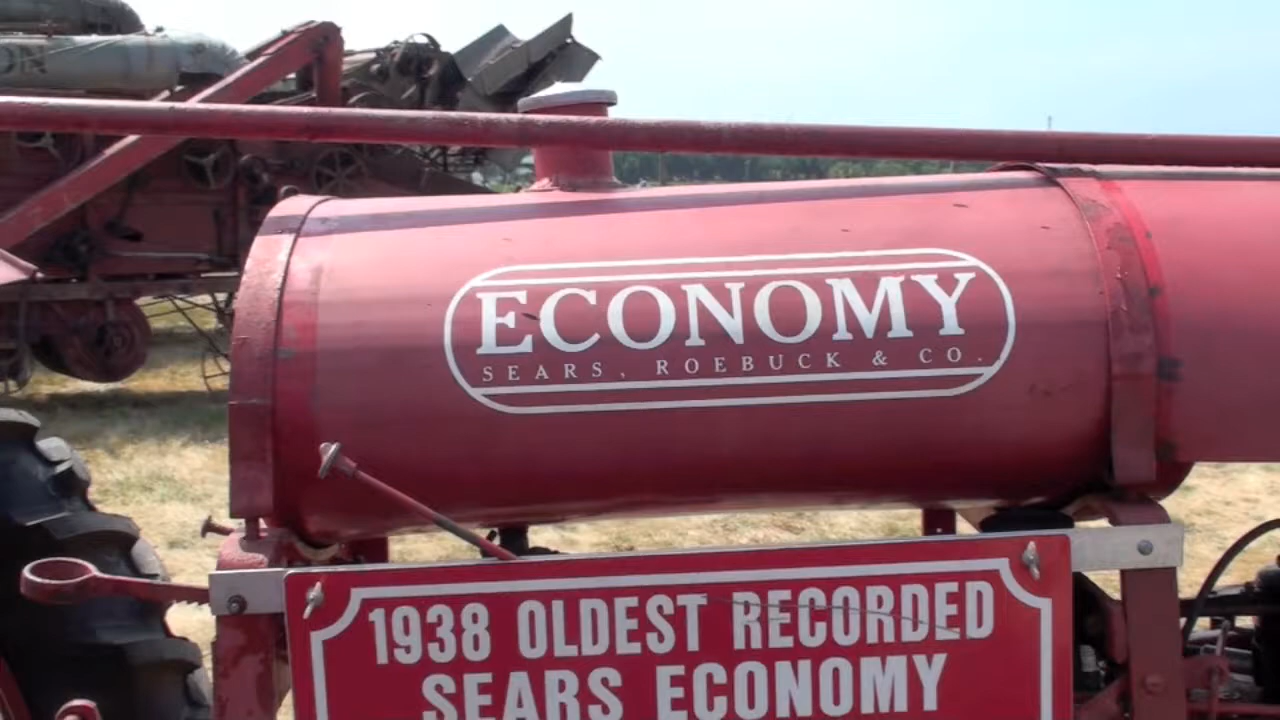 ECONOMY
SEARS, ROEBUCK & CO.
1938 OLDEST RECORDED
SEARS ECONOMY